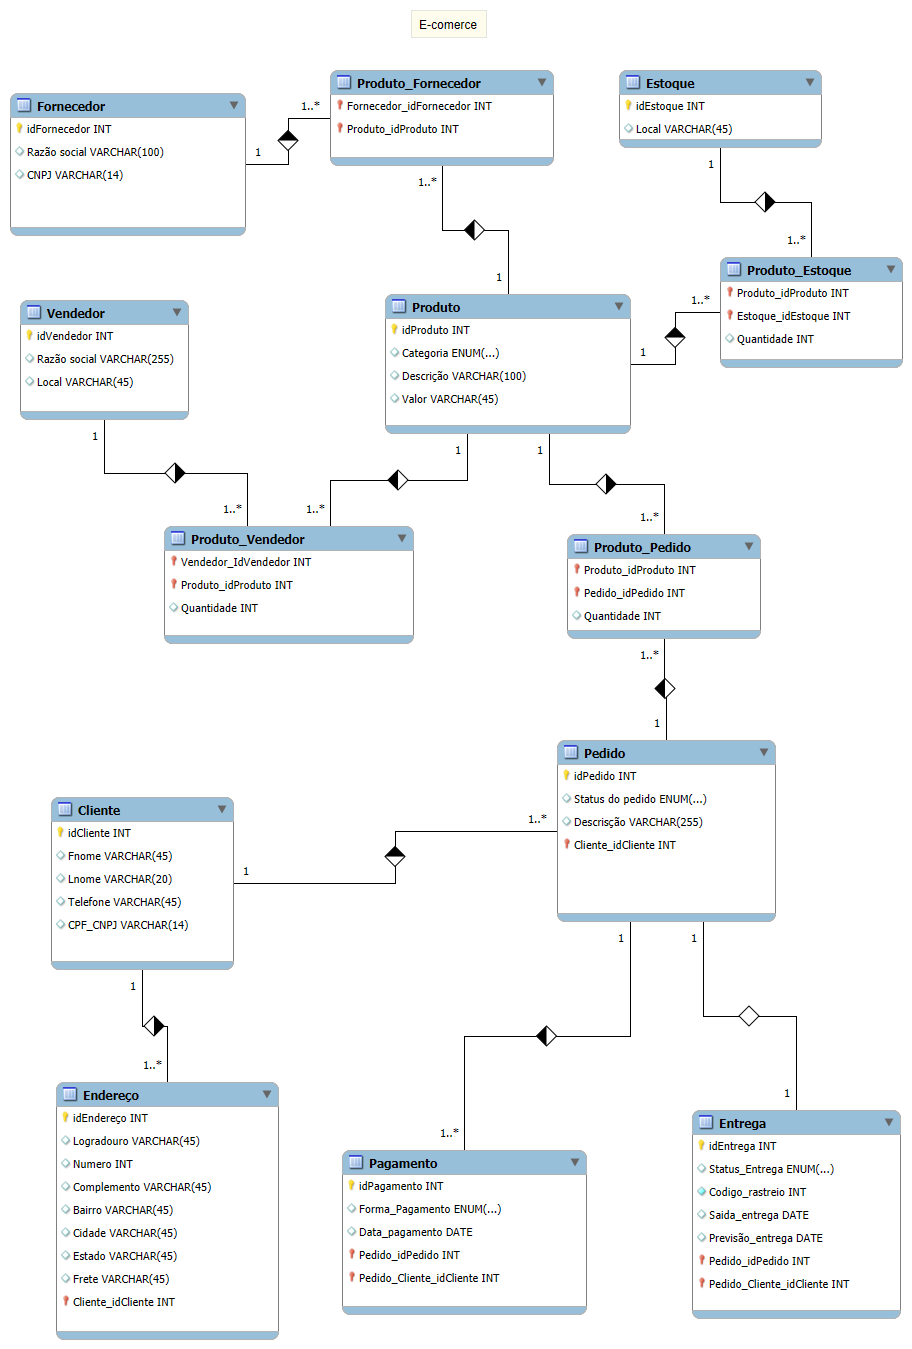 E-comerce
Fornecedor
idFornecedor INT
Razão social VARCHAR(100)
CNPJ VARCHAR(14)
1
1..*
Produto_Fornecedor
Fornecedor_idFornecedor INT
Produto_idProduto INT
1..*
1
Estoque
idEstoque INT
Local VARCHAR(45)
1
1..*
Produto_Estoque
Produto_idProduto INT
Estoque_idEstoque INT
Quantidade INT
1..*
1
Vendedor
idVendedor INT
Razão social VARCHAR(255)
Local VARCHAR(45)
1
1..*
Produto
idProduto INT
Categoria ENUM(...)
Descrição VARCHAR(100)
Valor VARCHAR(45)
1
1..*
1
1..*
Produto_Vendedor
Vendedor_IdVendedor INT
Produto_idProduto INT
Quantidade INT
Produto_Pedido
Produto_idProduto INT
Pedido_idPedido INT
Quantidade INT
1..*
1
Pedido
idPedido INT
Status do pedido ENUM(...)
Descrisção VARCHAR(255)
Cliente_idCliente INT
1..*
1
Cliente
idCliente INT
Fnome VARCHAR(45)
Lnome VARCHAR(20)
Telefone VARCHAR(45)
CPF_CNPJ VARCHAR(14)
1
1..*
1
1..*
1
1
Endereço
idEndereço INT
Logradouro VARCHAR(45)
Numero INT
Complemento VARCHAR(45)
Bairro VARCHAR(45)
Cidade VARCHAR(45)
Estado VARCHAR(45)
Frete VARCHAR(45)
Cliente_idCliente INT
Pagamento
idPagamento INT
Forma_Pagamento ENUM(...)
Data_pagamento DATE
Pedido_idPedido INT
Pedido_Cliente_idCliente INT
Entrega
idEntrega INT
Status_Entrega ENUM(...)
Codigo_rastreio INT
Saida_entrega DATE
Previsão_entrega DATE
Pedido_idPedido INT
Pedido_Cliente_idCliente INT